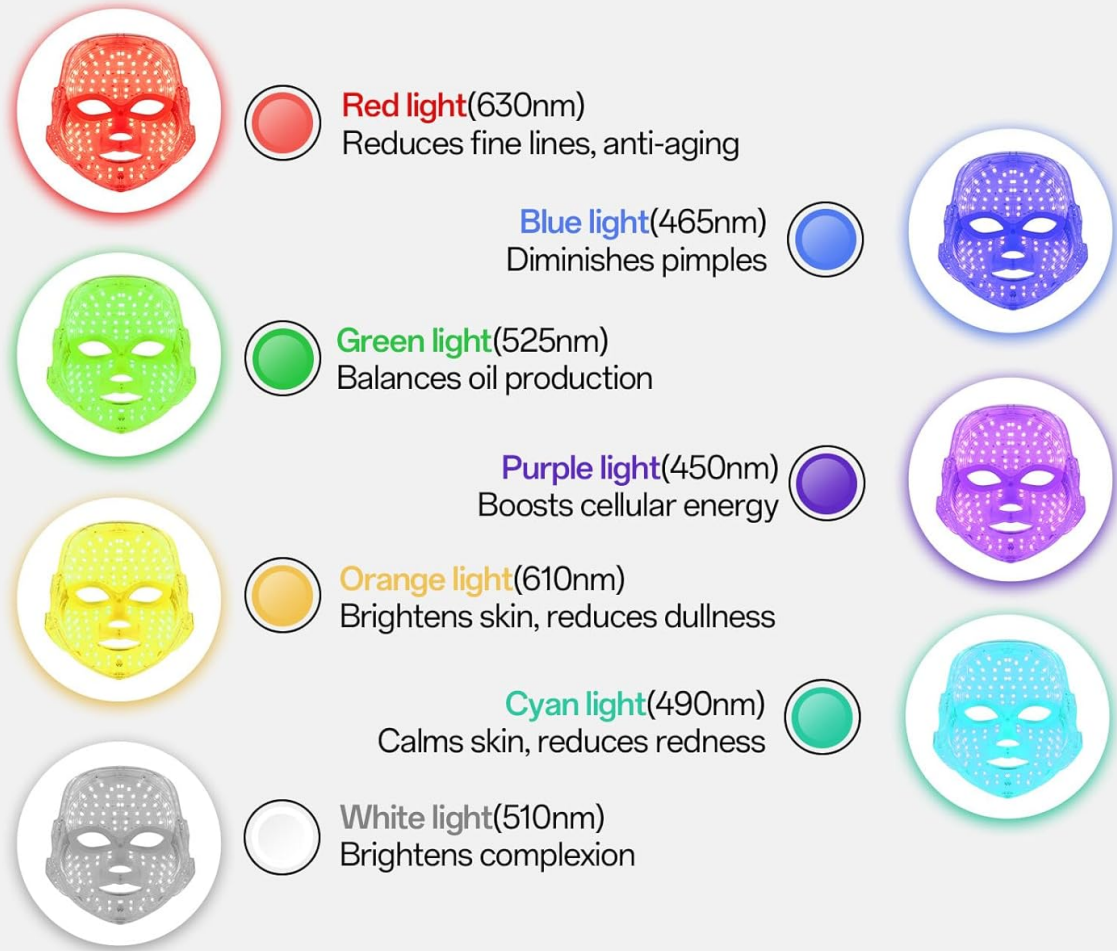 Red light(630nm)
Reduces fine lines, anti-aging
Blue light(465nm)
Diminishes pimples
Green light(525nm)
Balances oil production
Purple light(450nm)
Boosts cellular energy
Orange light(610nm)
Brightens skin, reduces dullness
Cyan light(490nm)
Calms skin, reduces redness
White light(510nm)
Brightens complexion